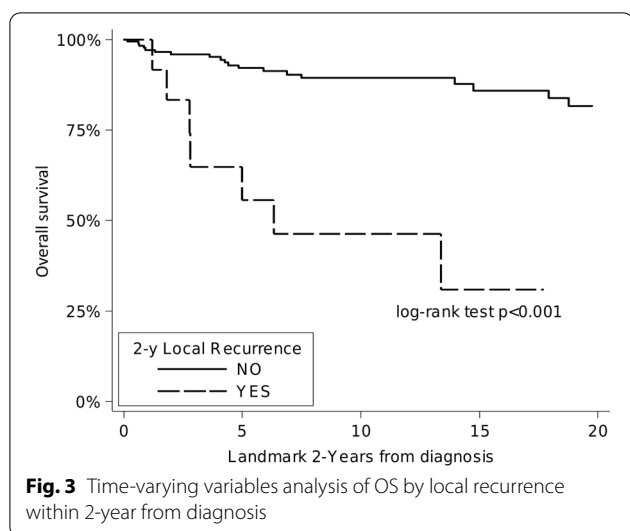 100%
75%
50%
25%
0%
Overall survival
log-rank test p<0.001
2-y Local Recurrence
NO
YES
0 5 10 15 20
Landmark 2-Years from diagnosis
Fig. 3 Time-varying variables analysis of OS by local recurrence
within 2-year from diagnosis